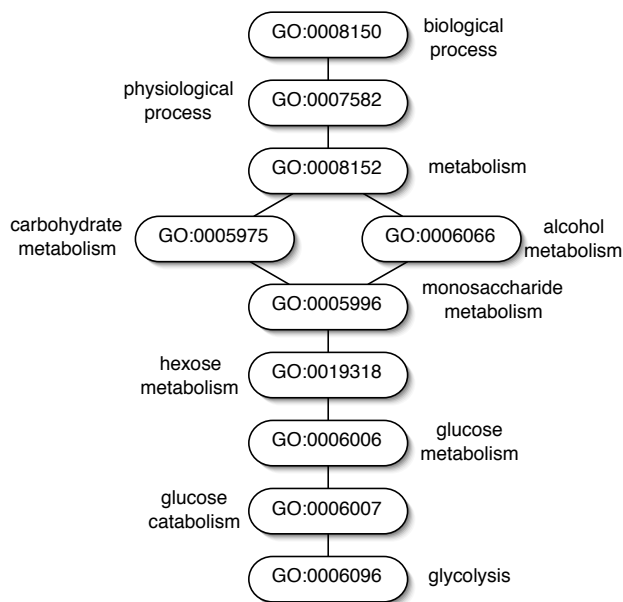 GO:0008150
biological
process
physiological
process
GO:0007582
GO:0008152
metabolism
carbohydrate
metabolism
GO:0005975
GO:0006066
alcohol
metabolism
GO:0005996
monosaccharide
metabolism
hexose
metabolism
GO:0019318
GO:0006006
glucose
metabolism
glucose
catabolism
GO:0006007
GO:0006096
glycolysis